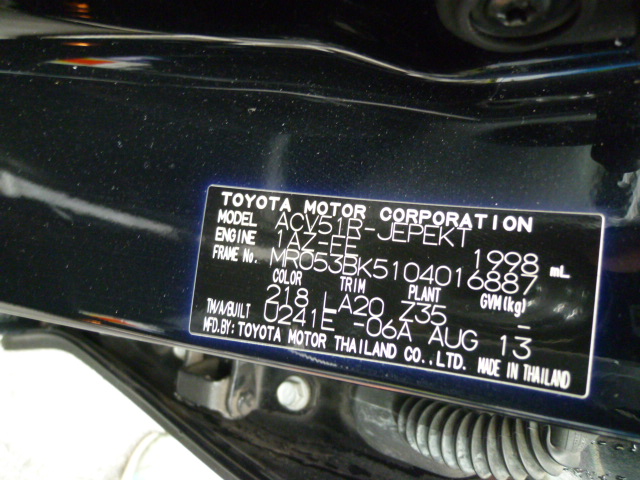 TOYOTA MOTOR CORPORATION
MODEL ACV51R-JEPEKT
ENGINE 1AZ-FE 1998 mL
FRAME No. MR053BK5104016887
COLOR TRIM PLANT GVM(kg)
218 LA20 Z35 -
T/M/A/BUILT U241E -06A AUG 13
MFD.BY: TOYOTA MOTOR THAILAND CO.,LTD. MADE IN THAILAND